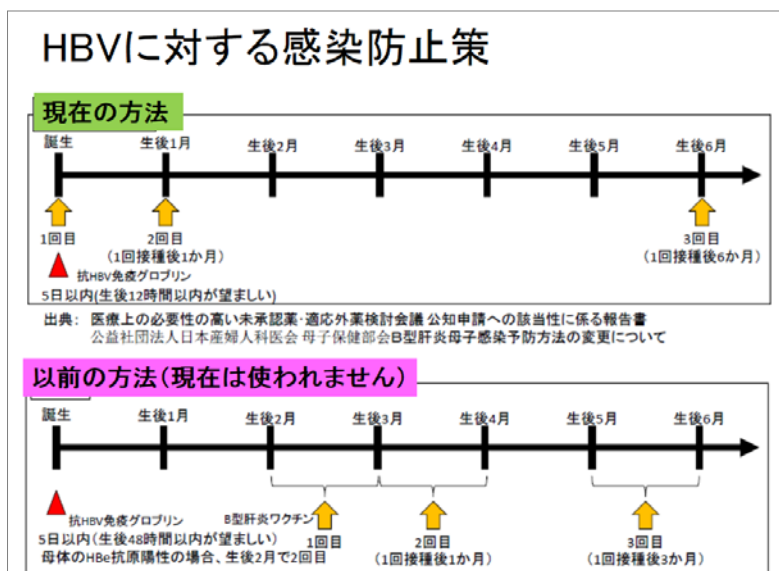 HBVに対する感染防止策
現在の方法
誕生 生後1月 生後2月 生後3月 生後4月 生後5月 生後6月
1回目 2回目 3回目
(1回接種後1か月) (1回接種後6か月)
抗HBV免疫グロブリン
5日以内(生後12時間以内が望ましい)
出典: 医療上の必要性の高い未承認薬・適応外薬検討会議 公知申請への該当性に係る報告書
公益社団法人日本産婦人科医会 母子保健部会B型肝炎母子感染予防方法の変更について
以前の方法(現在は使われません)
誕生 生後1月 生後2月 生後3月 生後4月 生後5月 生後6月
抗HBV免疫グロブリン B型肝炎ワクチン
5日以内(生後48時間以内が望ましい) 1回目 2回目 3回目
母体のHBe抗原陽性の場合、生後2月で2回目 (1回接種後1か月) (1回接種後3か月)